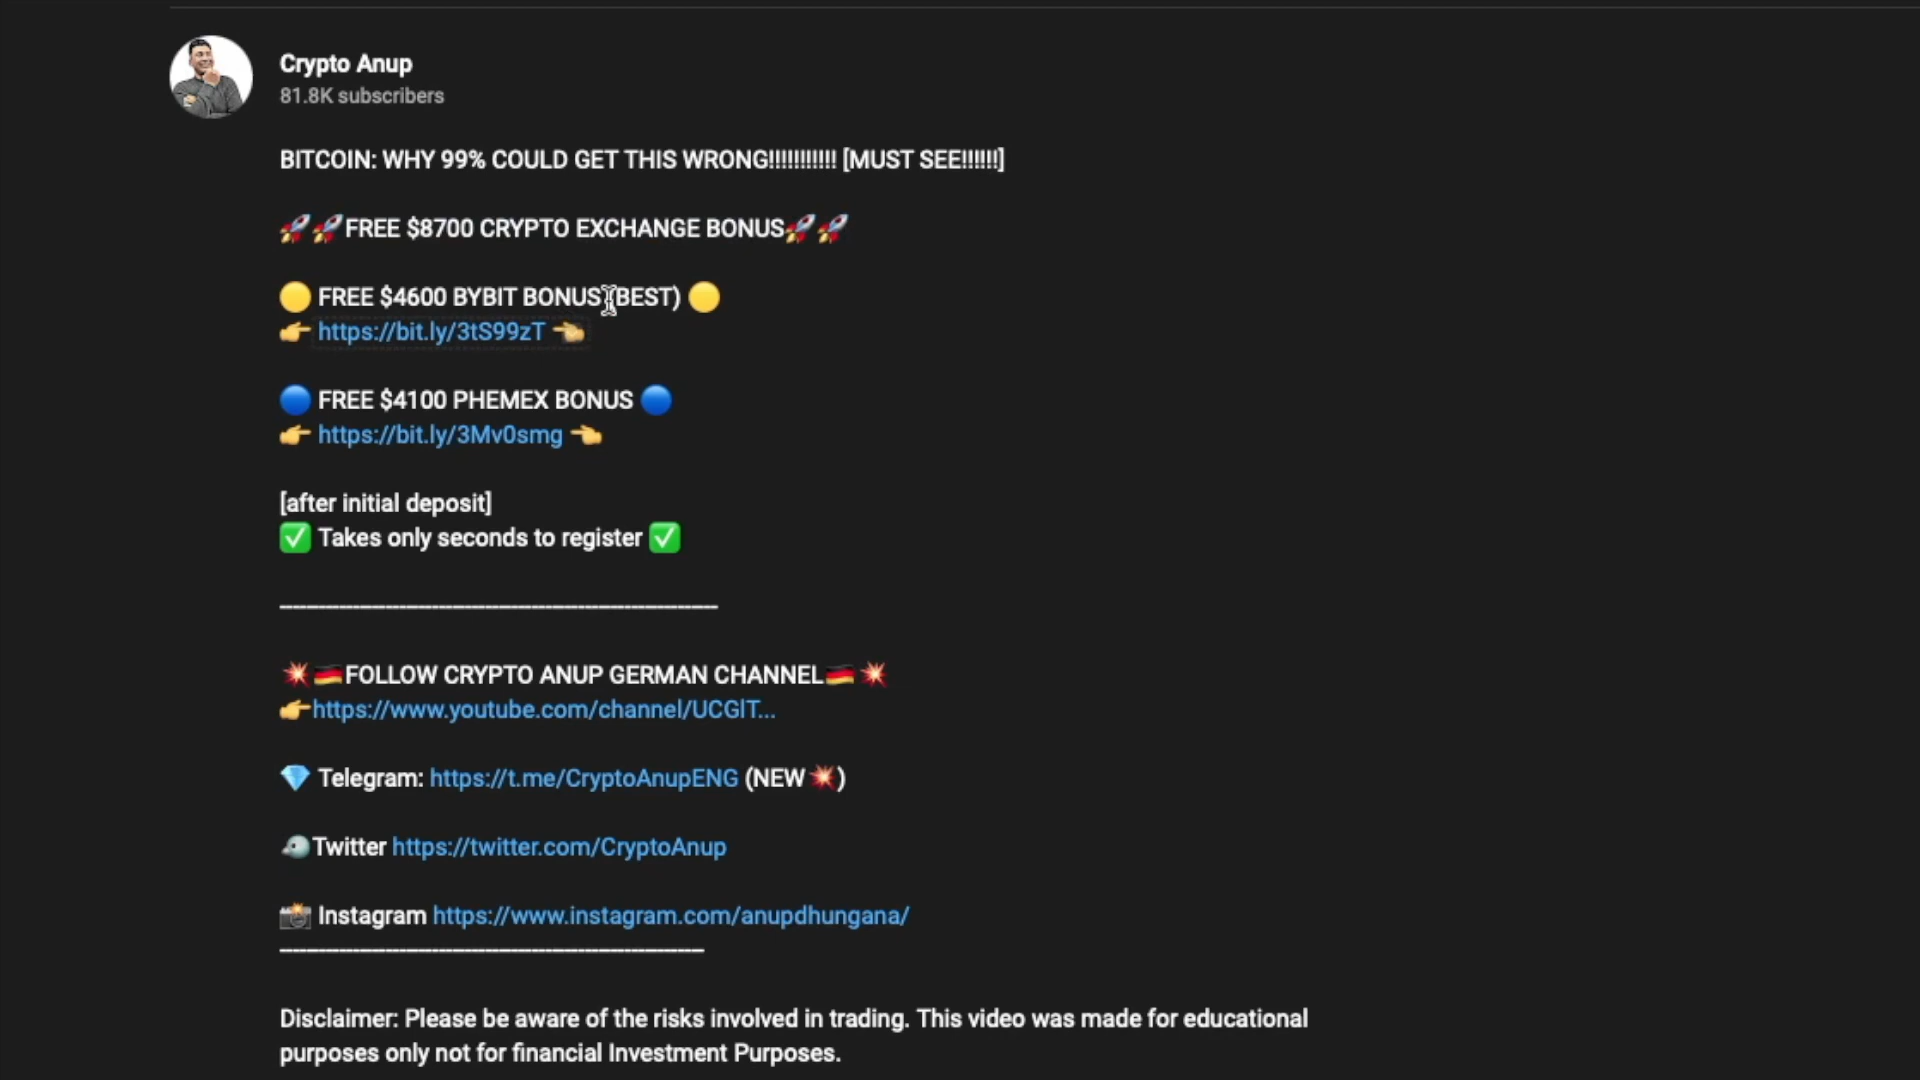 Crypto Anup
81.8K subscribers
BITCOIN: WHY 99% COULD GET THIS WRONG!!!!!!!!!!! [MUST SEE!!!!!!]
🚀🚀FREE $8700 CRYPTO EXCHANGE BONUS🚀🚀
🟡 FREE $4600 BYBIT BONUS (BEST) 🟡
👉 https://bit.ly/3tS99zT 👈
🔵 FREE $4100 PHEMEX BONUS 🔵
👉 https://bit.ly/3Mv0smg 👈
[after initial deposit]
✅ Takes only seconds to register ✅
-----------------------------------------------------------------
💥🇩🇪FOLLOW CRYPTO ANUP GERMAN CHANNEL🇩🇪💥
👉https://www.youtube.com/channel/UCGlT...
💎 Telegram: https://t.me/CryptoAnupENG (NEW💥)
🐦Twitter https://twitter.com/CryptoAnup
📸 Instagram https://www.instagram.com/anupdhungana/
---------------------------------------------------------------
Disclaimer: Please be aware of the risks involved in trading. This video was made for educational
purposes only not for financial Investment Purposes.